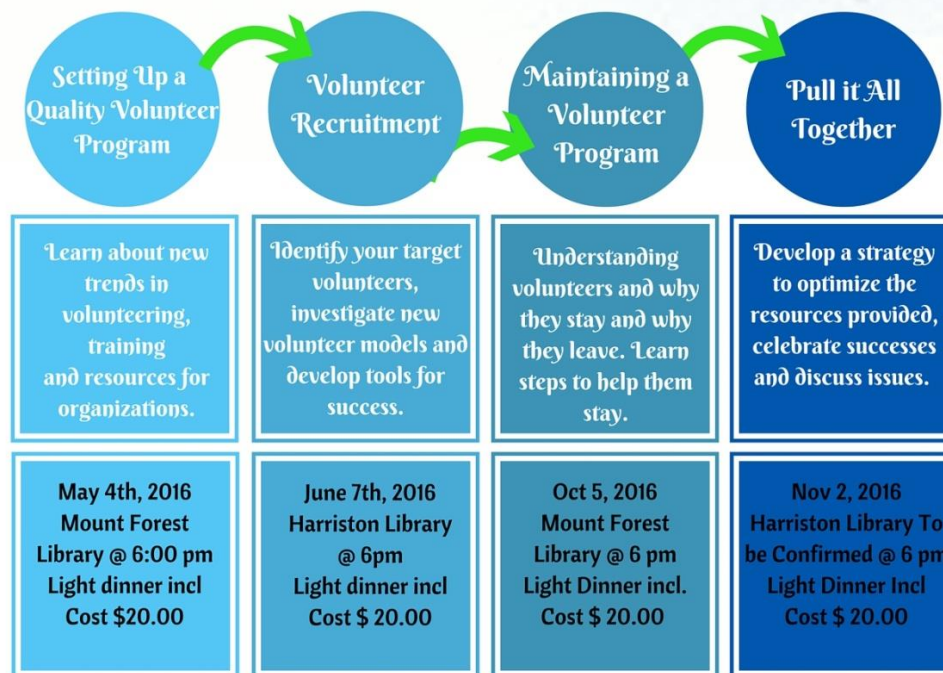 Setting Up a
Quality Volunteer
Program
Volunteer
Recruitment
Maintaining a
Volunteer
Program
Pull it All
Together
Learn about new
trends in
volunteering,
training
and resources for
organizations.
Identify your target
volunteers,
investigate new
volunteer models and
develop tools for
success.
Understanding
volunteers and why
they stay and why
they leave. Learn
steps to help them
stay.
Develop a strategy
to optimize the
resources provided,
celebrate successes
and discuss issues.
May 4th, 2016
Mount Forest
Library @ 6:00 pm
Light dinner incl
Cost $20.00
June 7th, 2016
Harriston Library
@ 6pm
Light dinner incl
Cost $ 20.00
Oct 5, 2016
Mount Forest
Library @ 6 pm
Light Dinner incl.
Cost $ 20.00
Nov 2, 2016
Harriston Library To
be Confirmed @ 6 pm
Light Dinner Incl
Cost $ 20.00